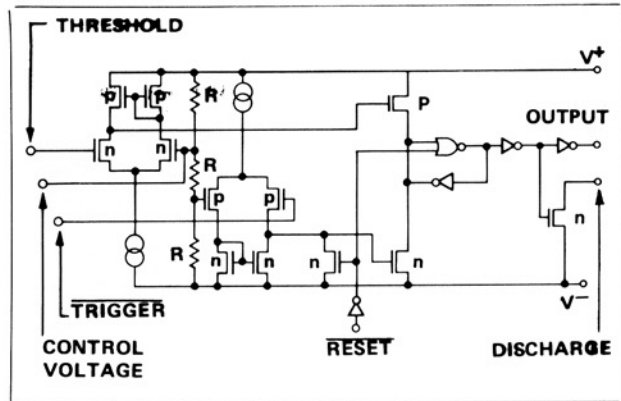 THRESHOLD
V+
p p R P
OUTPUT
n n
R p p
R n n n n n
TRIGGER
V−
CONTROL
VOLTAGE
RESET
DISCHARGE